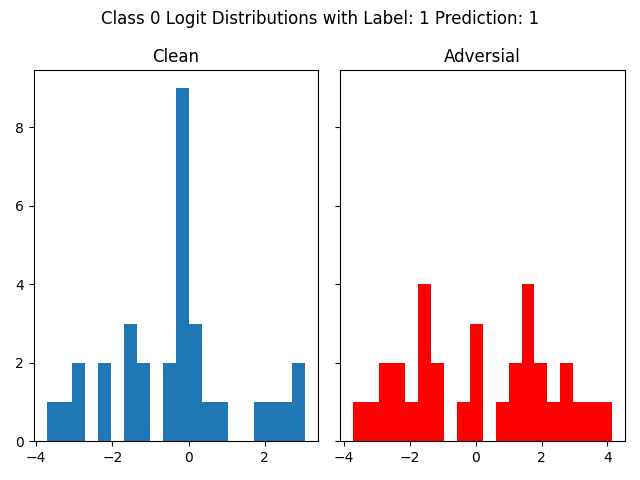 Class 0 Logit Distributions with Label: 1 Prediction: 1
Clean
Adversial
8
6
4
2
0
−4 −2 0 2
−4 −2 0 2 4